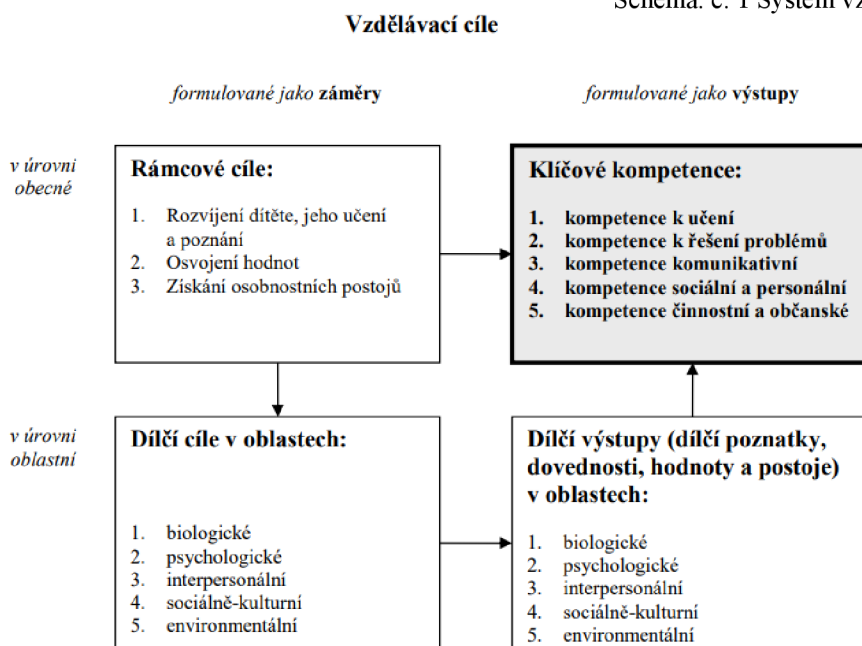 Schéma. č. 1 Systém vz
Vzdělávací cíle
formulované jako záměry
formulované jako výstupy
v úrovni
obecné
Rámcové cíle:
1. Rozvíjení dítěte, jeho učení
a poznání
2. Osvojení hodnot
3. Získání osobnostních postojů
Klíčové kompetence:
1. kompetence k učení
2. kompetence k řešení problémů
3. kompetence komunikativní
4. kompetence sociální a personální
5. kompetence činnostní a občanské
v úrovni
oblastní
Dílčí cíle v oblastech:
1. biologické
2. psychologické
3. interpersonální
4. sociálně-kulturní
5. environmentální
Dílčí výstupy (dílčí poznatky,
dovednosti, hodnoty a postoje)
v oblastech:
1. biologické
2. psychologické
3. interpersonální
4. sociálně-kulturní
5. environmentální